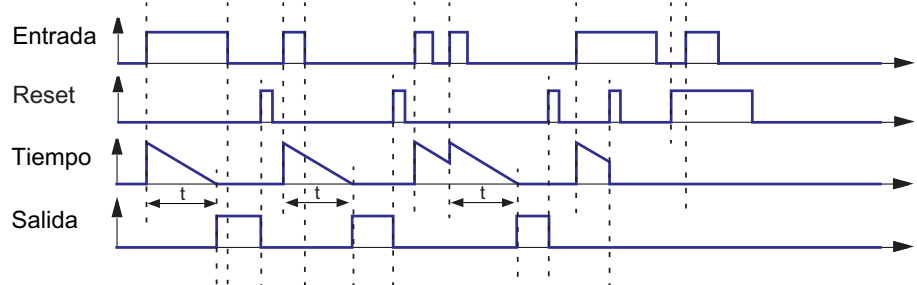 Entrada
Reset
Tiempo
t
t
t
Salida